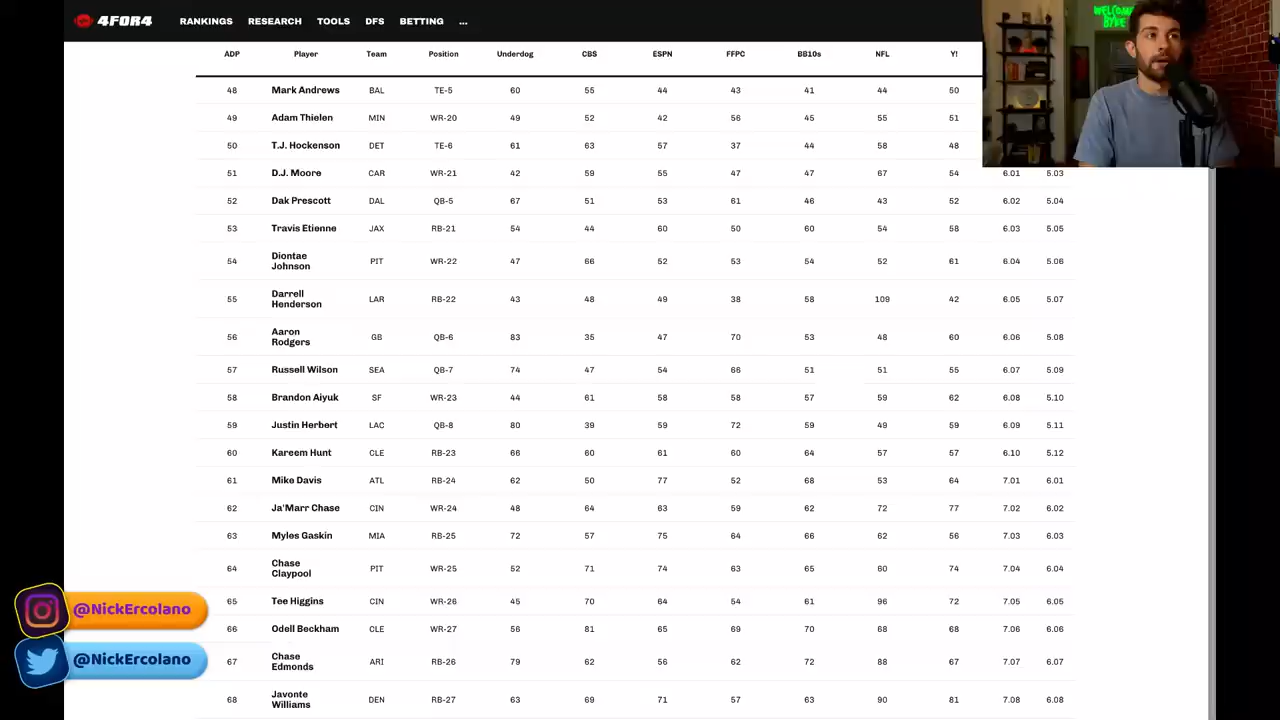 4FOR4 RANKINGS RESEARCH TOOLS DFS BETTING ...
WELCOME
ADP Player Team Position Underdog CBS ESPN FFPC BB10s NFL Y!
48 Mark Andrews BAL TE-5 60 55 44 43 41 44 50
49 Adam Thielen MIN WR-20 49 52 42 56 45 55 51
50 T.J. Hockenson DET TE-6 61 63 57 37 44 58 48
51 D.J. Moore CAR WR-21 42 59 55 47 47 67 54 6.01 5.03
52 Dak Prescott DAL QB-5 67 51 53 61 46 43 52 6.02 5.04
53 Travis Etienne JAX RB-21 54 44 60 50 60 54 58 6.03 5.05
54 Diontae Johnson PIT WR-22 47 66 52 53 54 52 61 6.04 5.06
55 Darrell Henderson LAR RB-22 43 48 49 38 58 109 42 6.05 5.07
56 Aaron Rodgers GB QB-6 83 35 47 70 53 48 60 6.06 5.08
57 Russell Wilson SEA QB-7 74 47 54 66 51 51 55 6.07 5.09
58 Brandon Aiyuk SF WR-23 44 61 58 58 57 59 62 6.08 5.10
59 Justin Herbert LAC QB-8 80 39 59 72 59 49 59 6.09 5.11
60 Kareem Hunt CLE RB-23 66 60 61 60 64 57 57 6.10 5.12
61 Mike Davis ATL RB-24 62 50 77 52 68 53 64 7.01 6.01
62 Ja'Marr Chase CIN WR-24 48 64 63 59 62 72 77 7.02 6.02
63 Myles Gaskin MIA RB-25 72 57 75 64 66 62 56 7.03 6.03
64 Chase Claypool PIT WR-25 52 71 74 63 65 60 74 7.04 6.04
65 Tee Higgins CIN WR-26 45 70 64 54 61 96 72 7.05 6.05
66 Odell Beckham CLE WR-27 56 81 65 69 70 68 68 7.06 6.06
67 Chase Edmonds ARI RB-26 79 62 56 62 72 88 67 7.07 6.07
68 Javonte Williams DEN RB-27 63 69 71 57 63 90 81 7.08 6.08
@NickErcolano
@NickErcolano